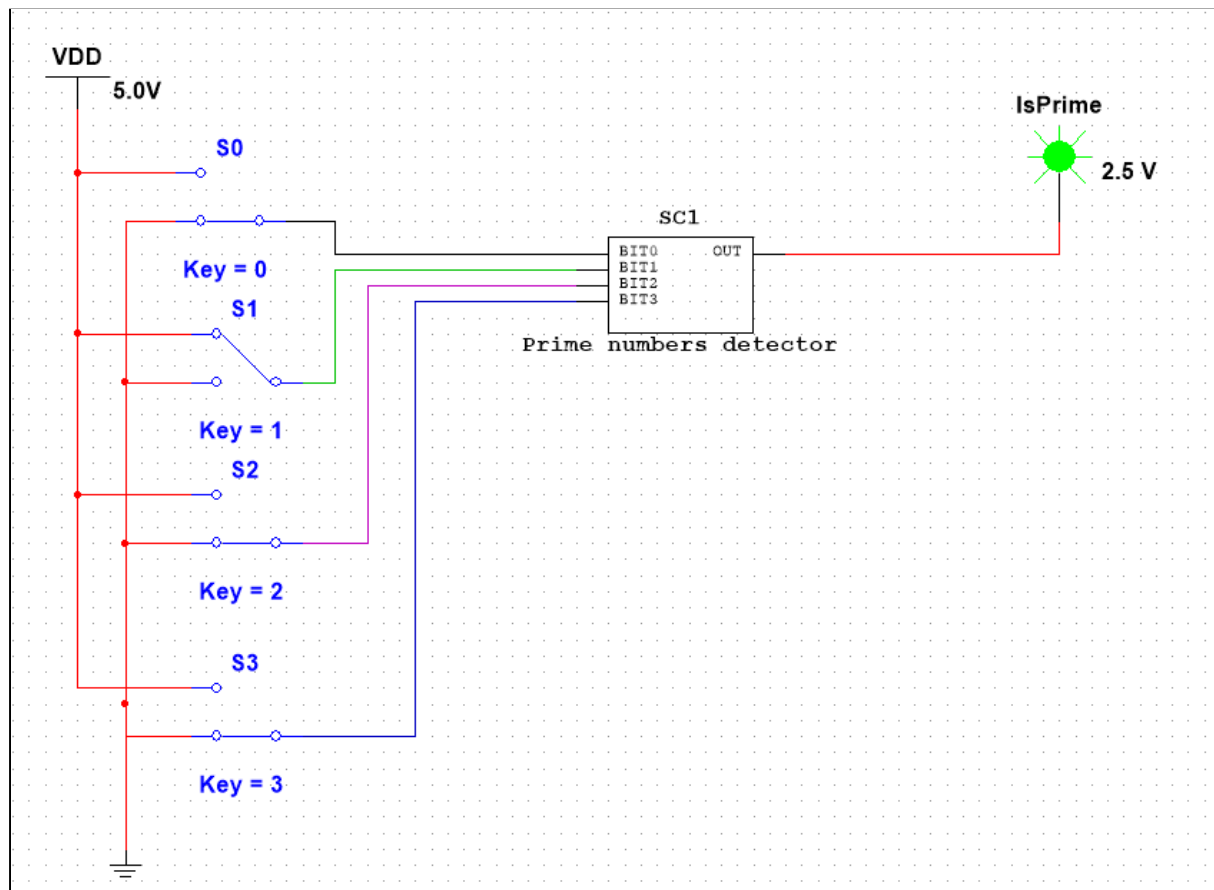 VDD
5.0V
IsPrime
2.5 V
S0
SC1
BIT0 OUT
BIT1
BIT2
BIT3
Key = 0
S1
Prime numbers detector
Key = 1
S2
Key = 2
S3
Key = 3